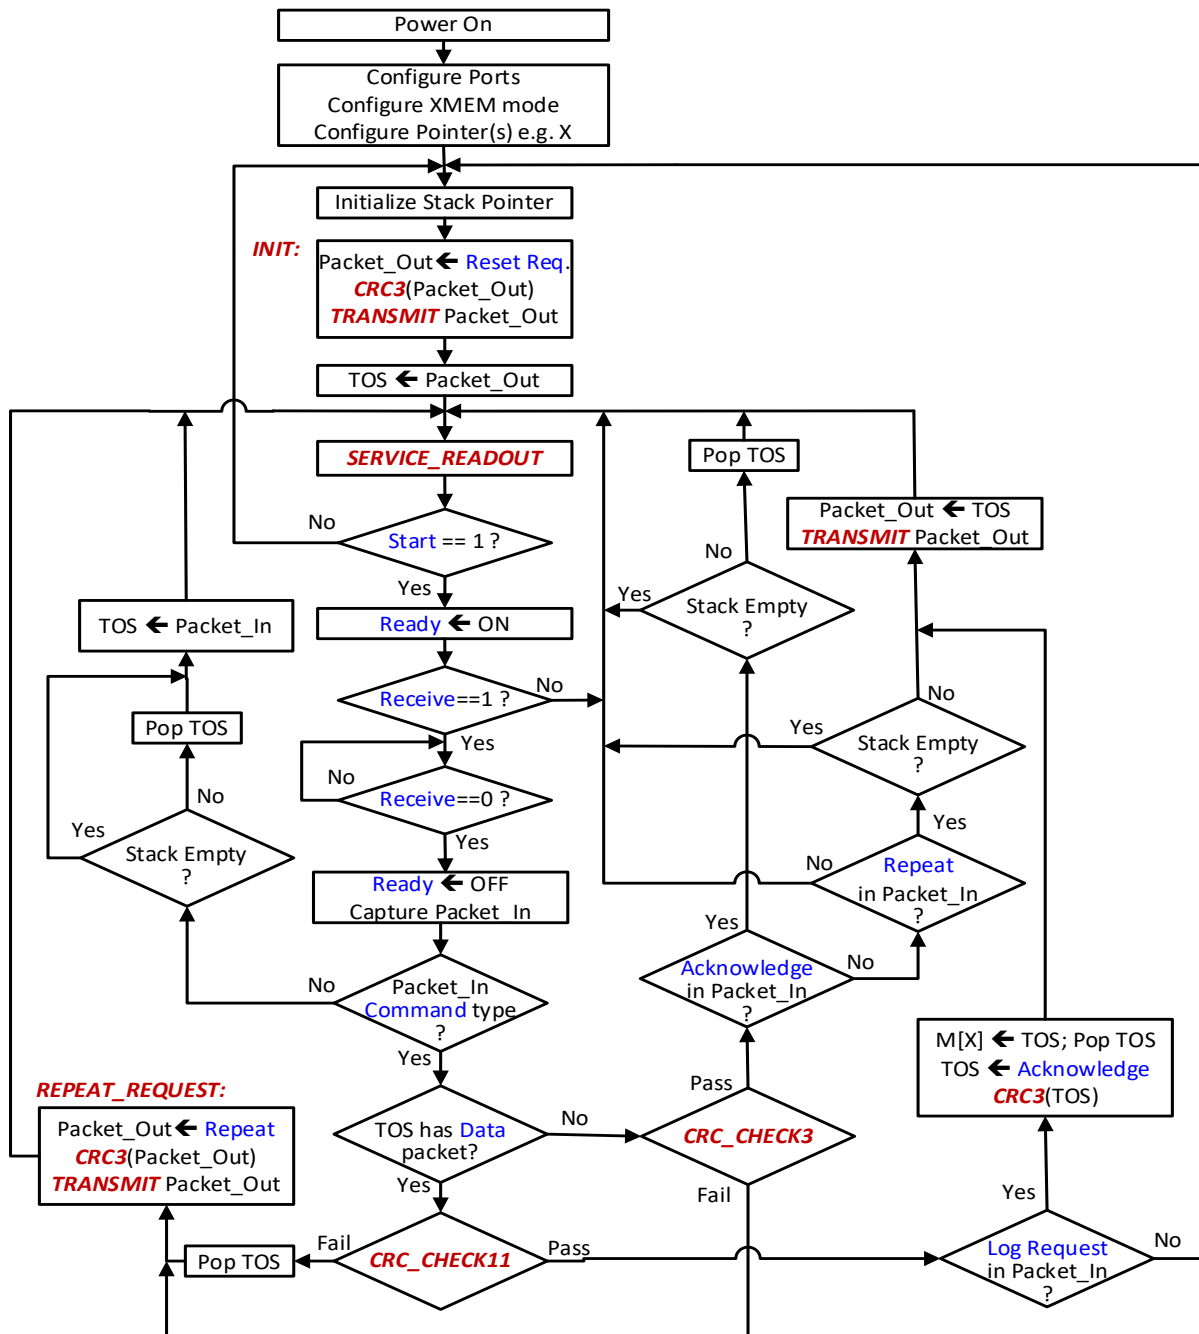 Power On
Configure Ports
Configure XMEM mode
Configure Pointer(s) e.g. X
Initialize Stack Pointer
INIT:
Packet_Out🡸 Reset Req.
CRC3(Packet_Out)
TRANSMIT Packet_Out
TOS 🡸 Packet_Out
SERVICE_READOUT
Pop TOS
No
Start == 1 ?
Yes
Packet_Out 🡸 TOS
TRANSMIT Packet_Out
No
Yes
Stack Empty
?
TOS 🡸 Packet_In
Ready 🡸 ON
Receive==1 ?
No
Yes
No
Yes
Stack Empty
?
Pop TOS
No
Receive==0 ?
Yes
No
Yes
Stack Empty
?
Yes
No
Repeat
in Packet_In
?
Ready 🡸 OFF
Capture Packet_In
Yes
No
Packet_In
Command type
?
Yes
Acknowledge
in Packet_In
?
No
M[X] 🡸 TOS; Pop TOS
TOS 🡸 Acknowledge
CRC3(TOS)
REPEAT_REQUEST:
Packet_Out🡸 Repeat
CRC3(Packet_Out)
TRANSMIT Packet_Out
TOS has Data
packet?
No
Yes
Pass
CRC_CHECK3
Fail
Yes
Pop TOS
Fail
CRC_CHECK11
Pass
Log Request
in Packet_In
?
No